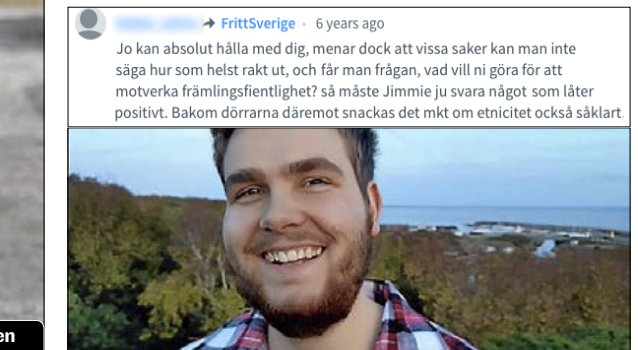 FrittSverige · 6 years ago
Jo kan absolut hålla med dig, menar dock att vissa saker kan man inte
säga hur som helst rakt ut, och får man frågan, vad vill ni göra för att
motverka främlingsfientlighet? så måste Jimmie ju svara något som låter
positivt. Bakom dörrarna däremot snackas det mkt om etnicitet också såklart.
en